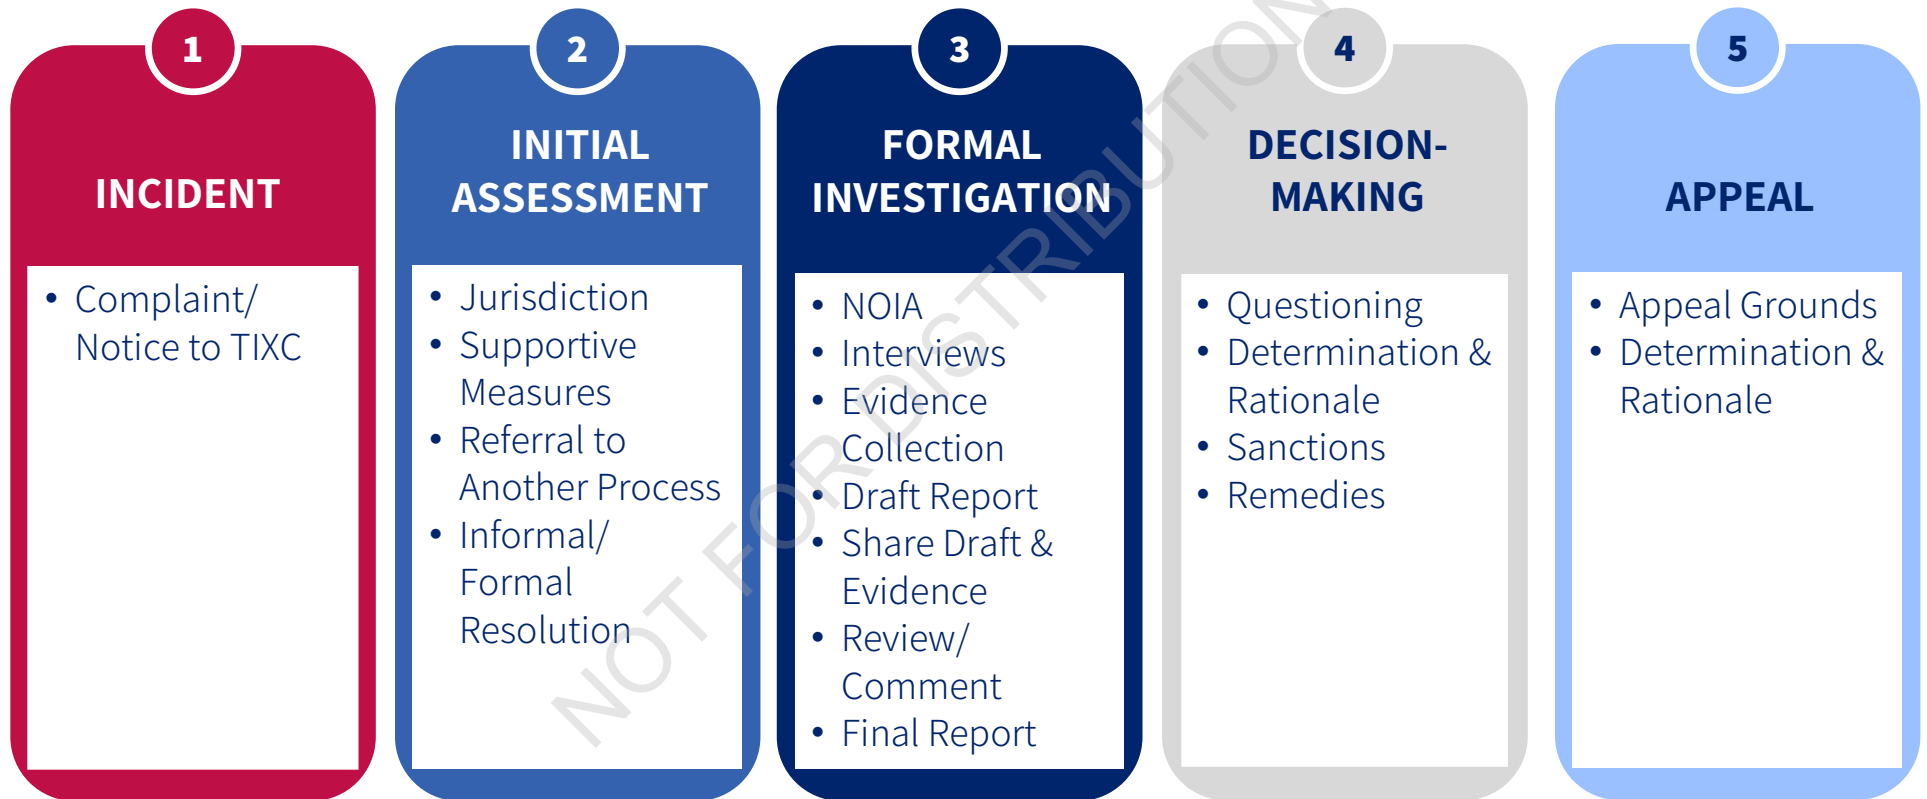 1
INCIDENT
• Complaint/
Notice to TIXC
2
INITIAL
ASSESSMENT
• Jurisdiction
• Supportive
Measures
• Referral to
Another Process
• Informal/
Formal
Resolution
3
FORMAL
INVESTIGATION
• NOIA
• Interviews
• Evidence
Collection
• Draft Report
• Share Draft &
Evidence
• Review/
Comment
• Final Report
4
DECISION-
MAKING
• Questioning
• Determination &
Rationale
• Sanctions
• Remedies
5
APPEAL
• Appeal Grounds
• Determination &
Rationale
NOT FOR DISTRIBUTION